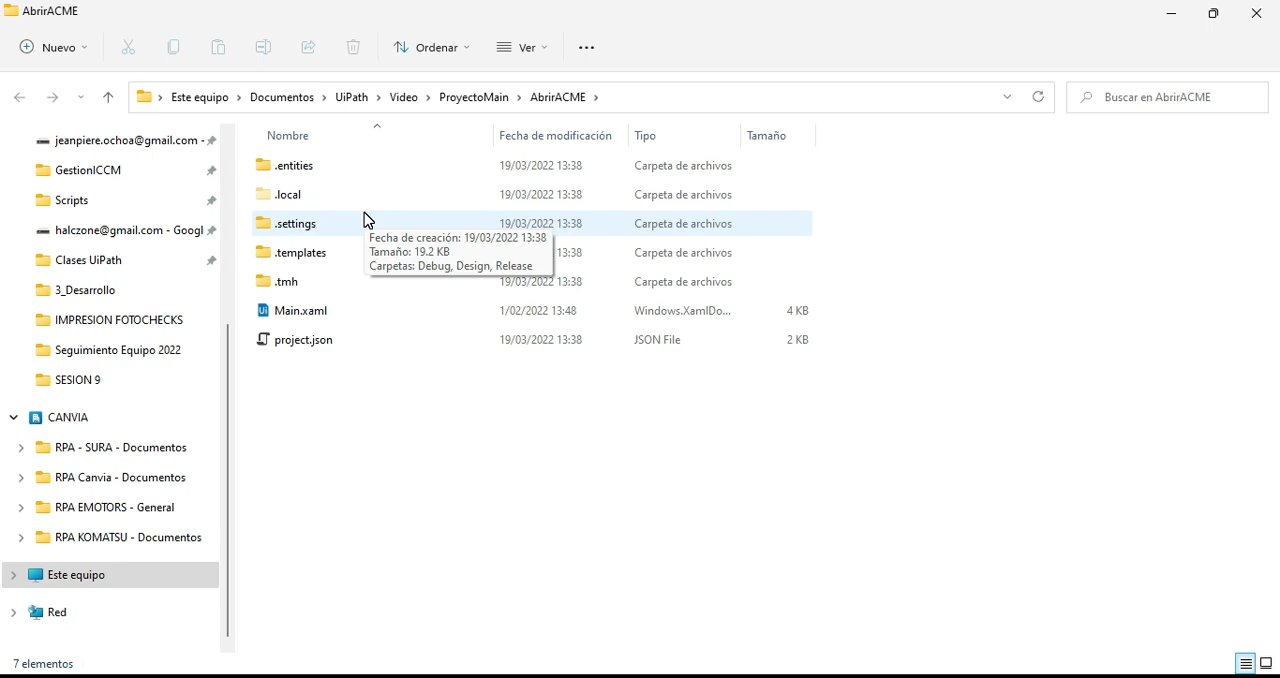 AbrirACME
Nuevo
Ordenar
Ver
Este equipo › Documentos › UiPath › Video › ProyectoMain › AbrirACME ›
Buscar en AbrirACME
jeanpiere.ochoa@gmail.com -
GestionICCM
Scripts
halczone@gmail.com - Googl
Clases UiPath
3_Desarrollo
IMPRESION FOTOCHECKS
Seguimiento Equipo 2022
SESION 9
CANVIA
RPA - SURA - Documentos
RPA Canvia - Documentos
RPA EMOTORS - General
RPA KOMATSU - Documentos
Este equipo
Red
Nombre Fecha de modificación Tipo Tamaño
.entities 19/03/2022 13:38 Carpeta de archivos
.local 19/03/2022 13:38 Carpeta de archivos
.settings 19/03/2022 13:38 Carpeta de archivos
.templates 13:38 Carpeta de archivos
.tmh 19/03/2022 13:38 Carpeta de archivos
Main.xaml 1/02/2022 13:48 Windows.XamlDo... 4 KB
project.json 19/03/2022 13:38 JSON File 2 KB
Fecha de creación: 19/03/2022 13:38
Tamaño: 19.2 KB
Carpetas: Debug, Design, Release
7 elementos